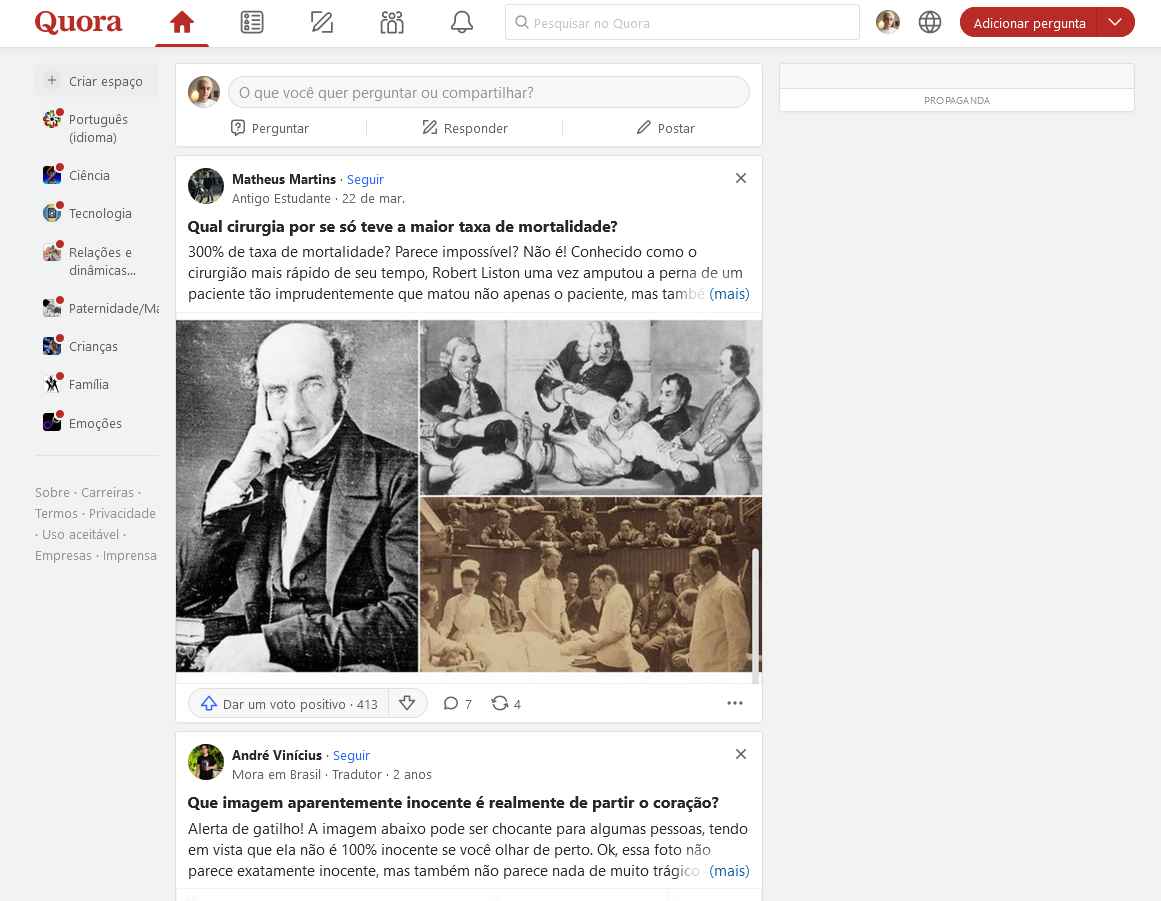 Quora
Pesquisar no Quora
Adicionar pergunta
Criar espaço
Português
(idioma)
Ciência
Tecnologia
Relações e
dinâmicas...
Paternidade/Ma
Crianças
Família
Emoções
Sobre · Carreiras ·
Termos · Privacidade
· Uso aceitável ·
Empresas · Imprensa
O que você quer perguntar ou compartilhar?
Perguntar
Responder
Postar
Matheus Martins · Seguir
Antigo Estudante · 22 de mar.
Qual cirurgia por se só teve a maior taxa de mortalidade?
300% de taxa de mortalidade? Parece impossível? Não é! Conhecido como o
cirurgião mais rápido de seu tempo, Robert Liston uma vez amputou a perna de um
paciente tão imprudentemente que matou não apenas o paciente, mas també (mais)
Dar um voto positivo · 413
7
4
André Vinícius · Seguir
Mora em Brasil · Tradutor · 2 anos
Que imagem aparentemente inocente é realmente de partir o coração?
Alerta de gatilho! A imagem abaixo pode ser chocante para algumas pessoas, tendo
em vista que ela não é 100% inocente se você olhar de perto. Ok, essa foto não
parece exatamente inocente, mas também não parece nada de muito trágico (mais)
PROPAGANDA